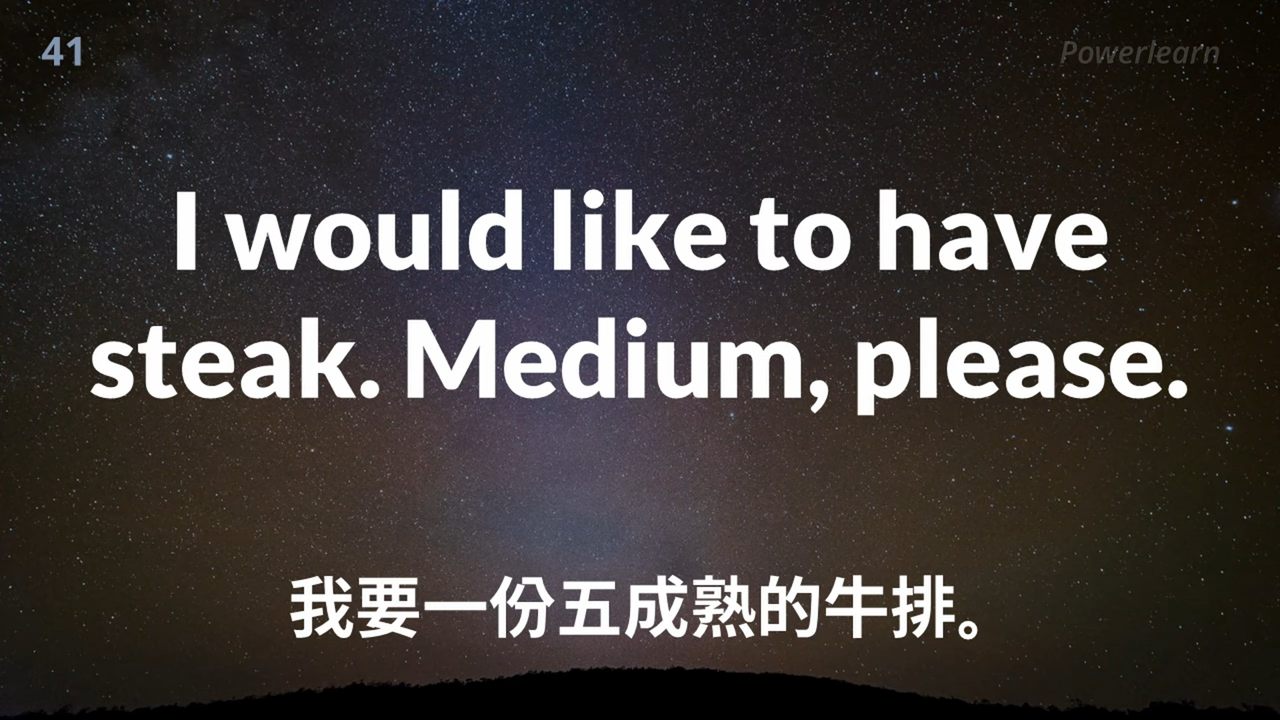 41
Powerlearn
I would like to have
steak. Medium, please.
我要一份五成熟的牛排。